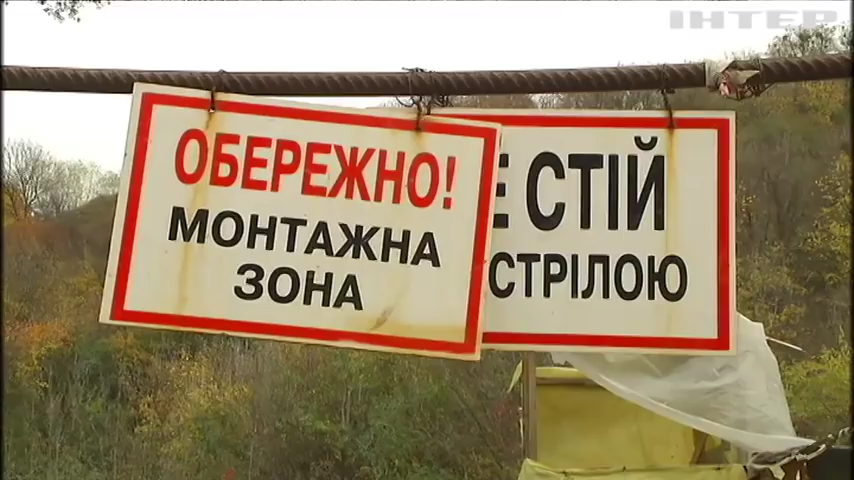 ІНТЕР
ОБЕРЕЖНО!
МОНТАЖНА
ЗОНА
СТІЙ
СТРІЛОЮ